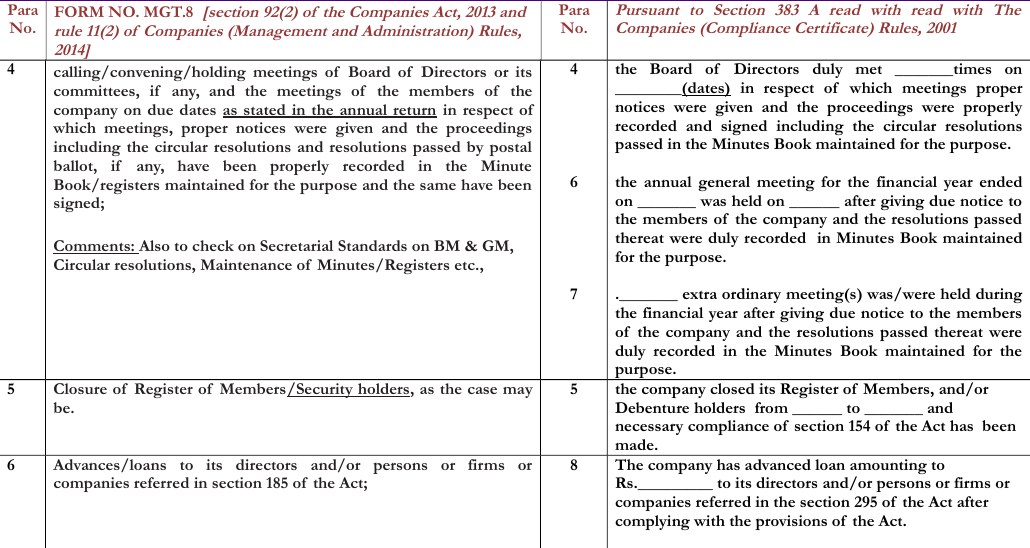 Para No.
FORM NO. MGT.8 [section 92(2) of the Companies Act, 2013 and
rule 11(2) of Companies (Management and Administration) Rules,
2014]
Para No.
Pursuant to Section 383 A read with read with The
Companies (Compliance Certificate) Rules, 2001
4
calling/convening/holding meetings of Board of Directors or its
committees, if any, and the meetings of the members of the
company on due dates as stated in the annual return in respect of
which meetings, proper notices were given and the proceedings
including the circular resolutions and resolutions passed by postal
ballot, if any, have been properly recorded in the Minute
Book/registers maintained for the purpose and the same have been
signed;
Comments: Also to check on Secretarial Standards on BM & GM,
Circular resolutions, Maintenance of Minutes/Registers etc.,
4
the Board of Directors duly met _______times on
________(dates) in respect of which meetings proper
notices were given and the proceedings were properly
recorded and signed including the circular resolutions
passed in the Minutes Book maintained for the purpose.
6
the annual general meeting for the financial year ended
on _______ was held on ______ after giving due notice to
the members of the company and the resolutions passed
thereat were duly recorded in Minutes Book maintained
for the purpose.
7
._______ extra ordinary meeting(s) was/were held during
the financial year after giving due notice to the members
of the company and the resolutions passed thereat were
duly recorded in the Minutes Book maintained for the
purpose.
5
Closure of Register of Members/Security holders, as the case may
be.
5
the company closed its Register of Members, and/or
Debenture holders from ______ to _______ and
necessary compliance of section 154 of the Act has been
made.
6
Advances/loans to its directors and/or persons or firms or
companies referred in section 185 of the Act;
8
The company has advanced loan amounting to
Rs._________ to its directors and/or persons or firms or
companies referred in the section 295 of the Act after
complying with the provisions of the Act.